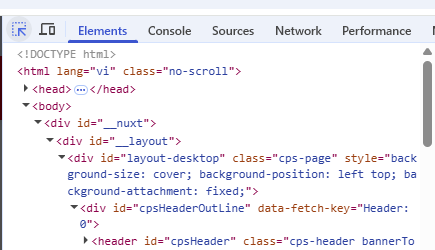 Elements Console Sources Network Performance
<!DOCTYPE html>
<html lang="vi" class="no-scroll">
<head> ... </head>
<body>
<div id="__nuxt">
<div id="__layout">
<div id="layout-desktop" class="cps-page" style="back
ground-size: cover; background-position: left top; ba
ckground-attachment: fixed;">
<div id="cpsHeaderOutLine" data-fetch-key="Header:
0">
<header id="cpsHeader" class="cps-header bannerTo